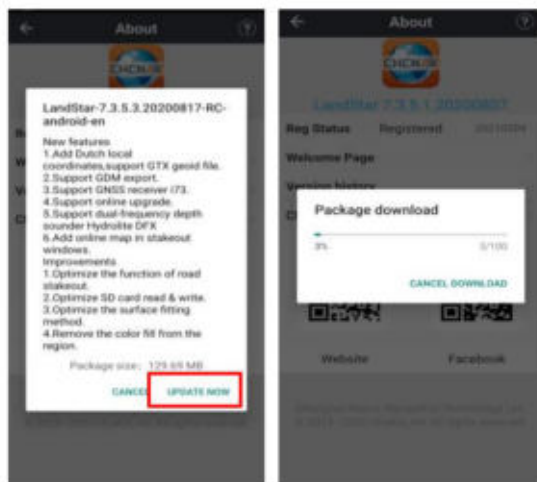 About
LandStar-7.3.5.3.20200817-RC-
android-en
New features
1.Add Dutch local
coordinates,support GTX geoid file.
2.Support GDM export.
3.Support GNSS receiver i73.
4.Support online upgrade.
5.Support dual-frequency depth
sounder Hydrolite DFX
6.Add online map in stakeout
windows.
Improvements
1.Optimize the function of road
stakeout.
2.Optimize SD card read & write.
3.Optimize the surface fitting
method.
4.Remove the color fill from the
region.
Package size: 129.69 MB
CANCEL UPDATE NOW
About
LandStar 7.3.5.1.20200807
Reg Status Registered
Welcome Page
Version history
Package download
3%
CANCEL DOWNLOAD
Website Facebook